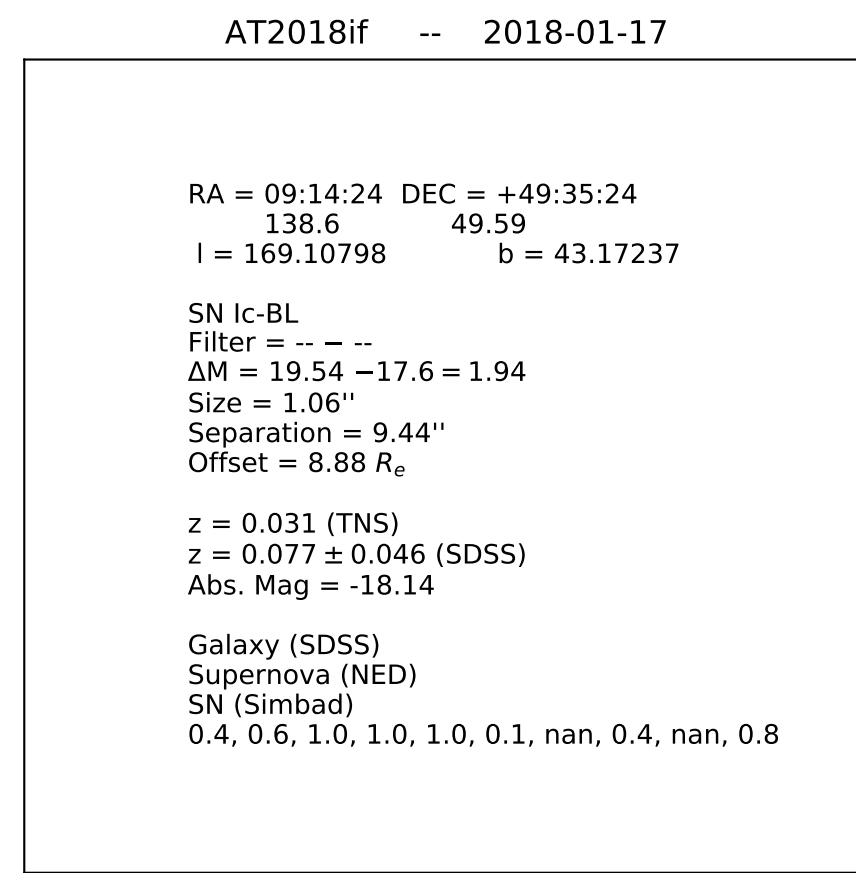 AT2018if -- 2018-01-17
RA = 09:14:24 DEC = +49:35:24
138.6 49.59
l = 169.10798 b = 43.17237
SN Ic-BL
Filter = -- − --
ΔM = 19.54 −17.6 = 1.94
Size = 1.06''
Separation = 9.44''
Offset = 8.88 Rₑ
z = 0.031 (TNS)
z = 0.077 ± 0.046 (SDSS)
Abs. Mag = -18.14
Galaxy (SDSS)
Supernova (NED)
SN (Simbad)
0.4, 0.6, 1.0, 1.0, 1.0, 0.1, nan, 0.4, nan, 0.8